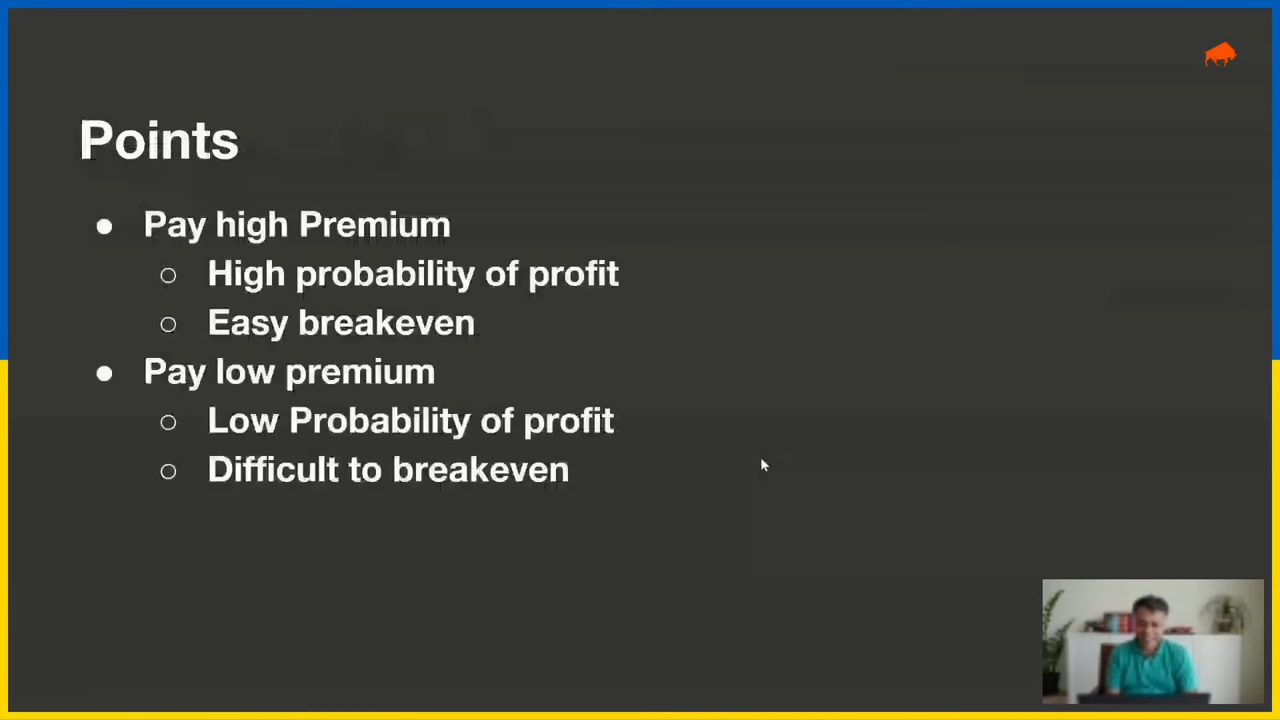 Points
● Pay high Premium
○ High probability of profit
○ Easy breakeven
● Pay low premium
○ Low Probability of profit
○ Difficult to breakeven